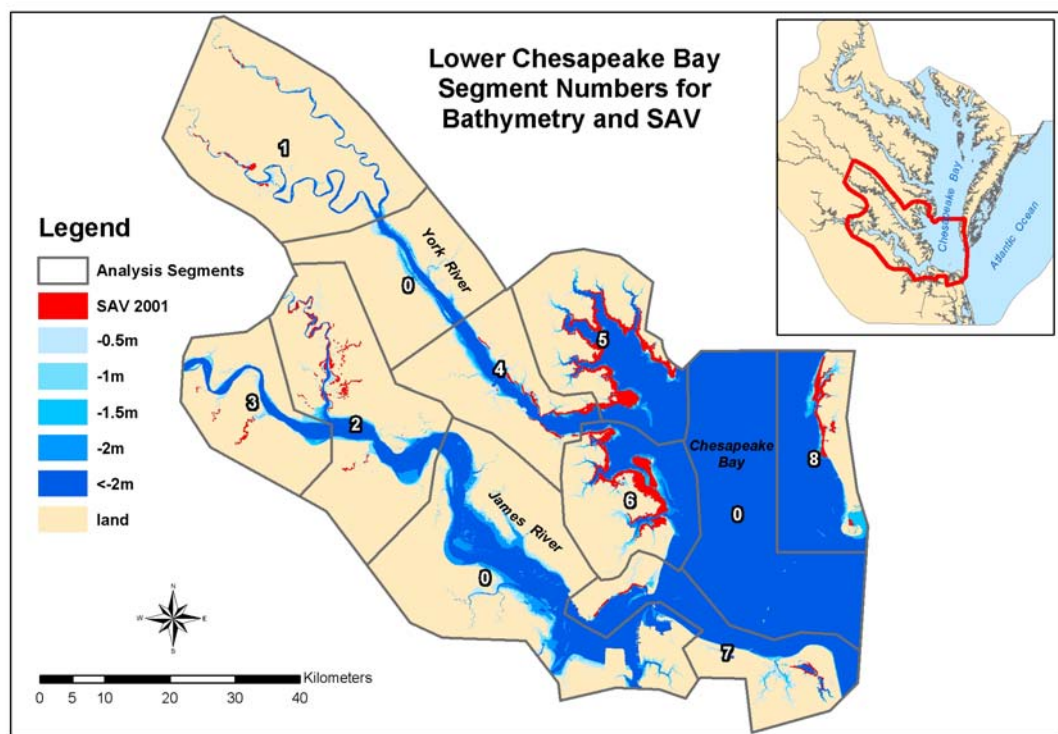 Lower Chesapeake Bay
Segment Numbers for
Bathymetry and SAV
Chesapeake Bay
Atlantic Ocean
Legend
Analysis Segments
SAV 2001
-0.5m
-1m
-1.5m
-2m
<-2m
land
1
York River
0
5
4
3
2
Chesapeake
Bay
8
6
0
James River
0
7
N
W
E
S
Kilometers
0 5 10 20 30 40